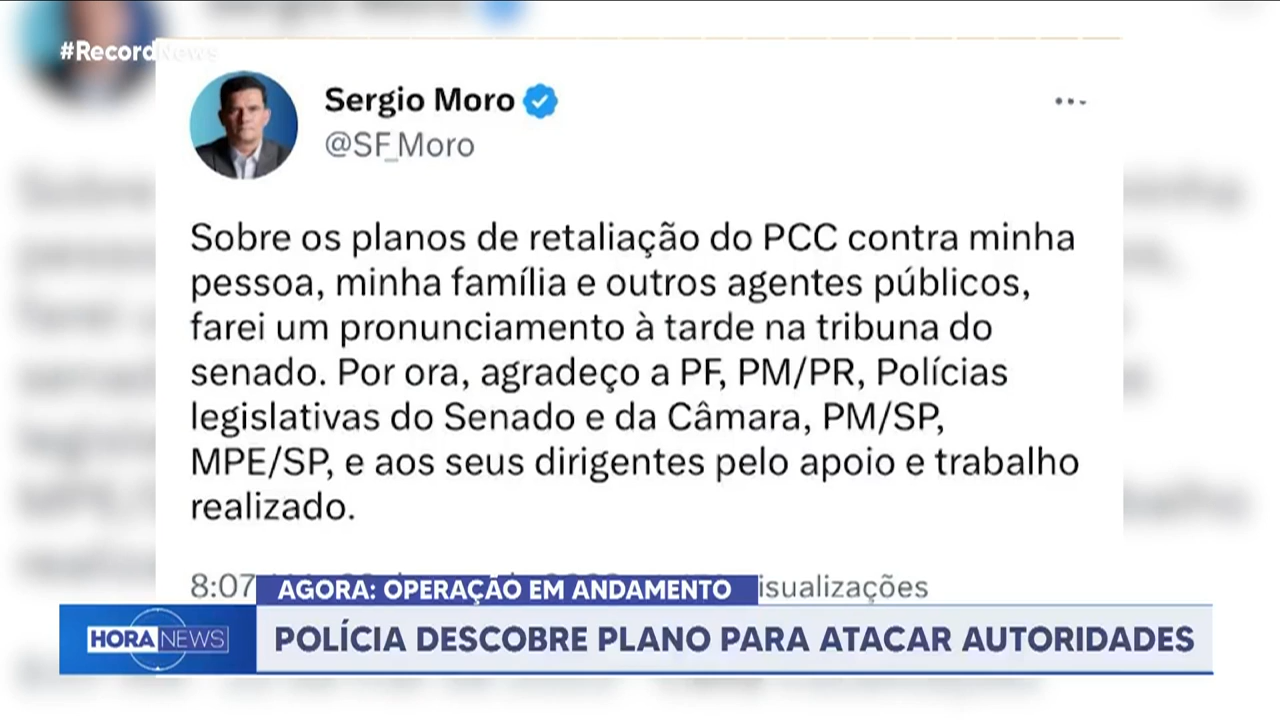 #RecordNews
Sergio Moro
@SF_Moro
Sobre os planos de retaliação do PCC contra minha
pessoa, minha família e outros agentes públicos,
farei um pronunciamento à tarde na tribuna do
senado. Por ora, agradeço a PF, PM/PR, Polícias
legislativas do Senado e da Câmara, PM/SP,
MPE/SP, e aos seus dirigentes pelo apoio e trabalho
realizado.
8:07
AGORA: OPERAÇÃO EM ANDAMENTO
HORA NEWS
POLÍCIA DESCOBRE PLANO PARA ATACAR AUTORIDADES